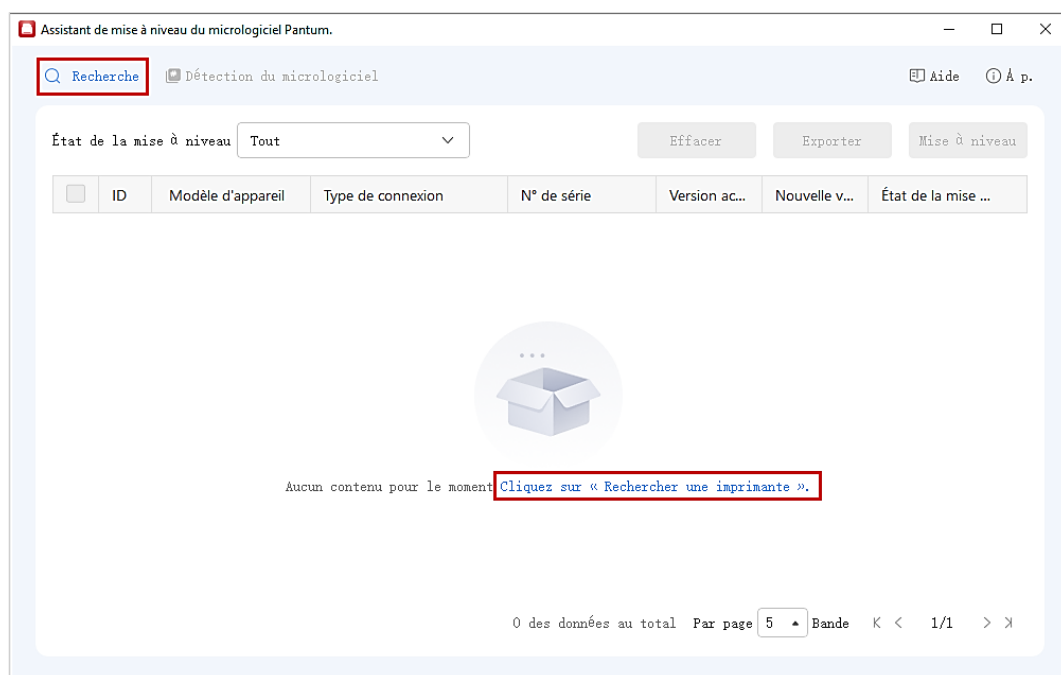 Assistant de mise à niveau du micrologiciel Pantum.
Recherche Détection du micrologiciel Aide À p.
État de la mise à niveau Tout Effacer Exporter Mise à niveau
ID Modèle d'appareil Type de connexion N° de série Version ac... Nouvelle v... État de la mise ...
Aucun contenu pour le moment Cliquez sur « Rechercher une imprimante ».
0 des données au total Par page 5 Bande 1/1